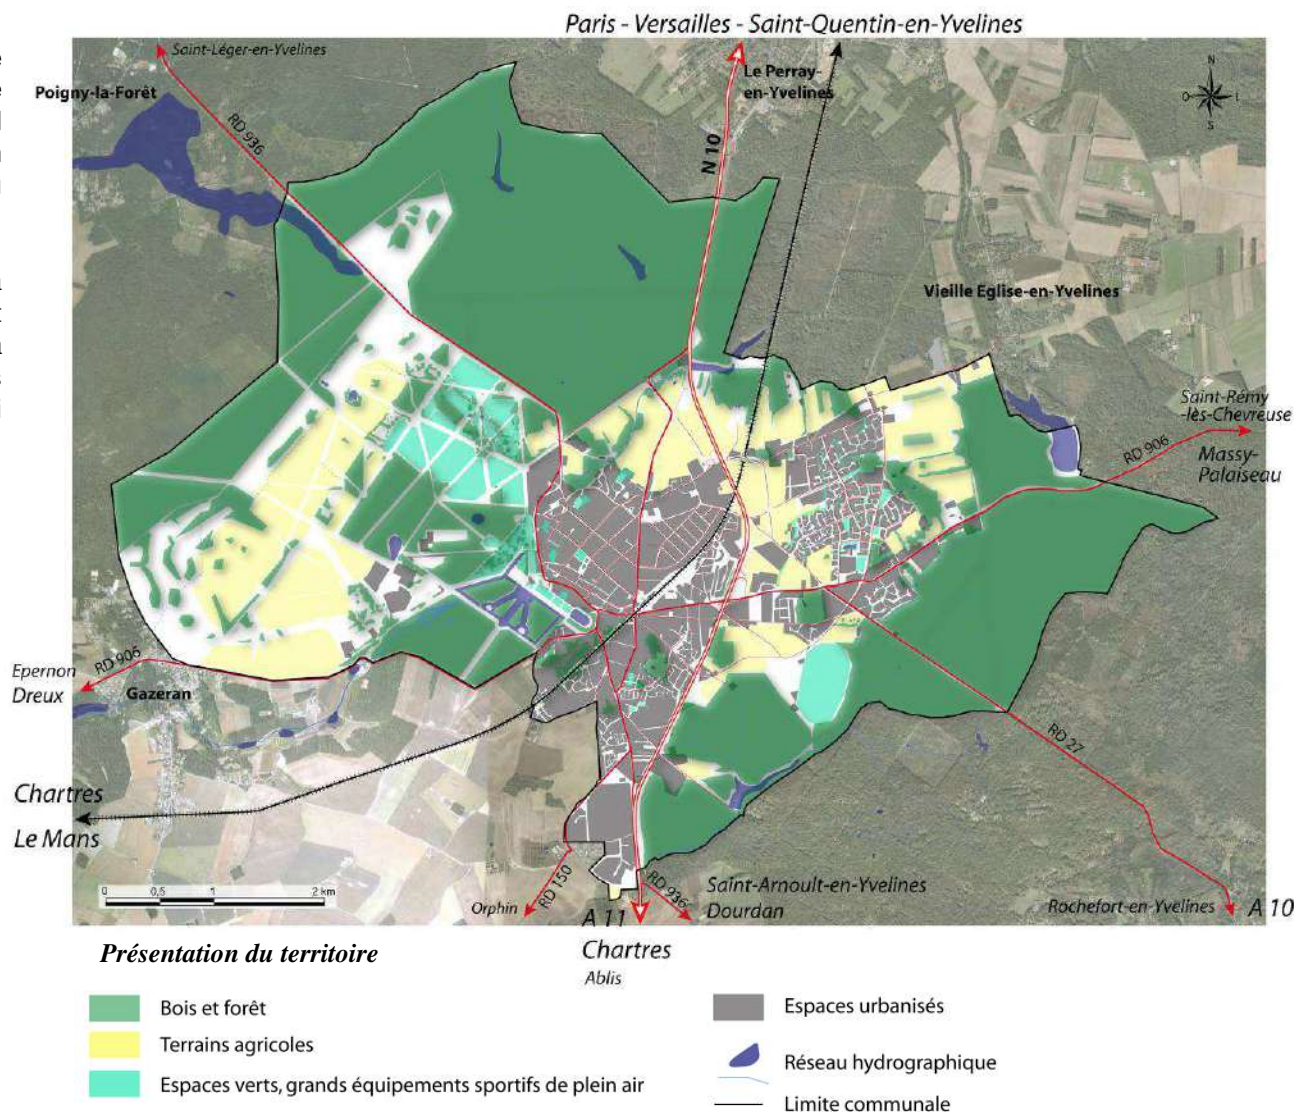 Paris - Versailles - Saint-Quentin-en-Yvelines
Saint-Léger-en-Yvelines
Poigny-la-Forêt
Le Perray-
en-Yvelines
N
O
S
RD 936
N 10
Vieille Eglise-en-Yvelines
Saint-Rémy
-lès-Chevreuse
RD 906
Massy-
Palaiseau
Epernon
Dreux
RD 906
Gazeran
RD 27
Chartres
Le Mans
0 0,5 1 2 km
Orphin
RD 150
A 11
RD 936
Saint-Arnoult-en-Yvelines
Dourdan
Rochefort-en-Yvelines
A 10
Chartres
Ablis
Présentation du territoire
Bois et forêt
Terrains agricoles
Espaces verts, grands équipements sportifs de plein air
Espaces urbanisés
Réseau hydrographique
Limite communale